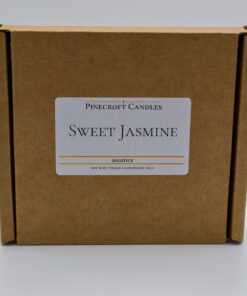 Pinecroft Candles
Sweet Jasmine
SOLSTICE
SOY WAX | VEGAN | HANDMADE | ECO